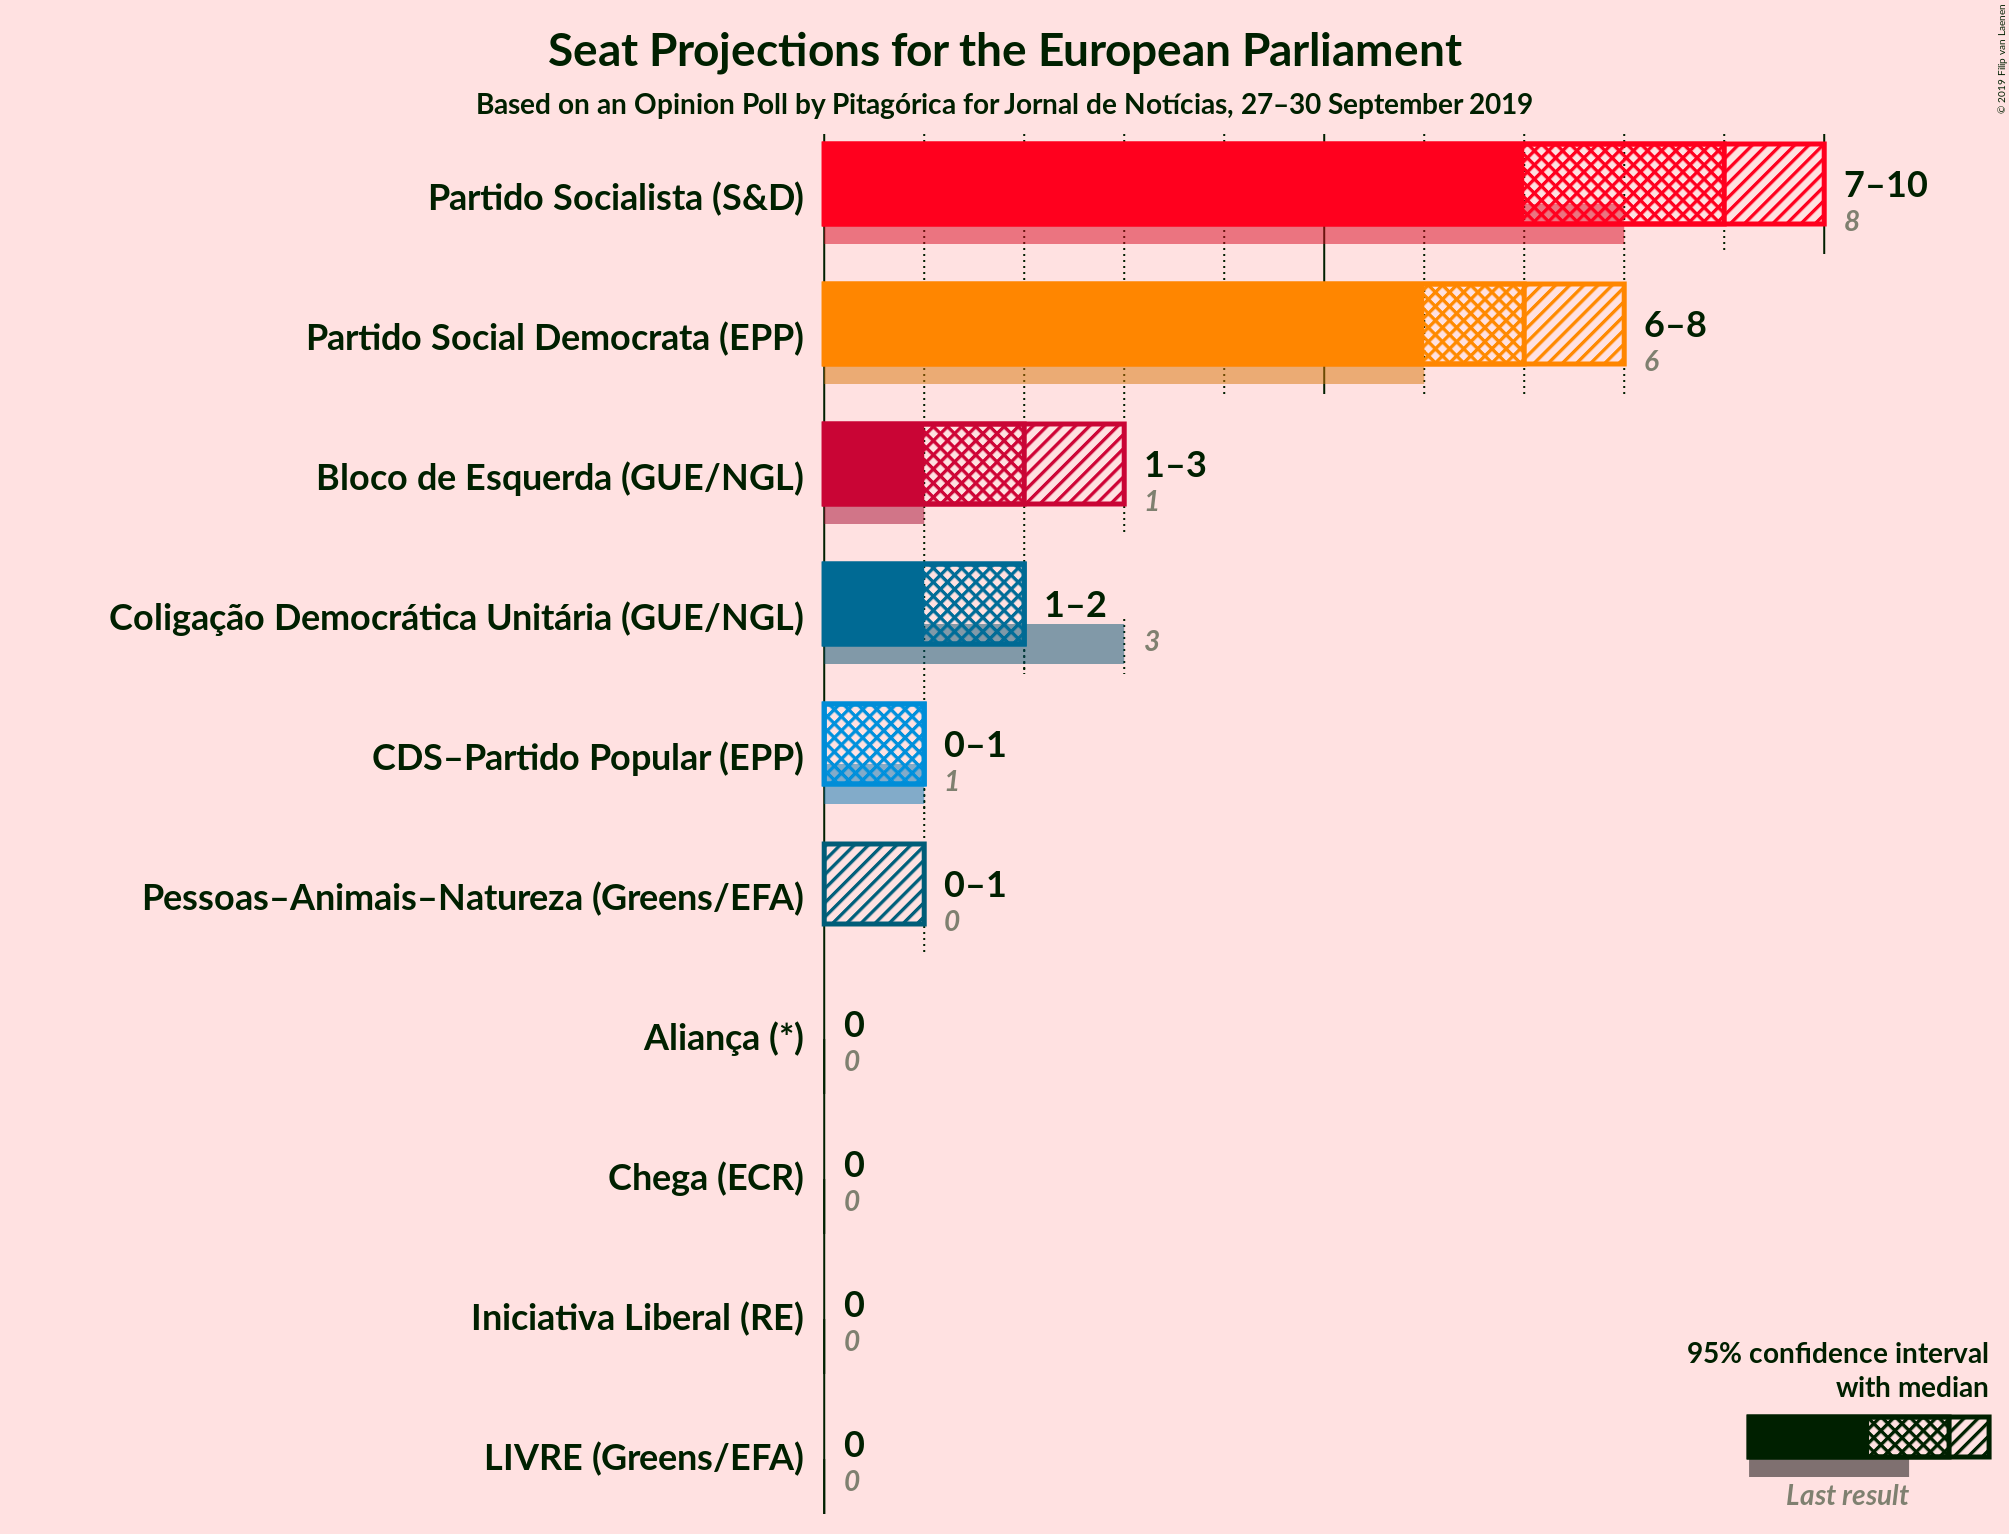 Seat Projections for the European Parliament
Based on an Opinion Poll by Pitagórica for Jornal de Notícias, 27–30 September 2019
© 2019 Filip van Laenen
Partido Socialista (S&D)
7–10
8
Partido Social Democrata (EPP)
6–8
6
Bloco de Esquerda (GUE/NGL)
1–3
1
Coligação Democrática Unitária (GUE/NGL)
1–2
3
CDS–Partido Popular (EPP)
0–1
1
Pessoas–Animais–Natureza (Greens/EFA)
0–1
0
Aliança (*)
0
0
Chega (ECR)
0
0
Iniciativa Liberal (RE)
0
0
LIVRE (Greens/EFA)
0
0
95% confidence interval
with median
Last result